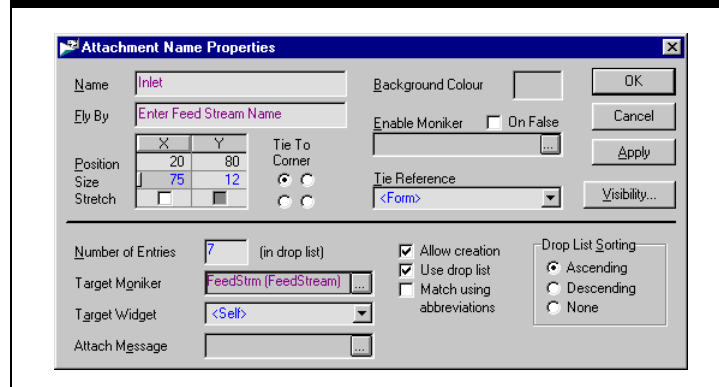 Attachment Name Properties
Name Inlet
Fly By Enter Feed Stream Name
X Y
Position 20 80
Size 75 12
Stretch
Tie To
Corner
Background Colour
Enable Moniker On False
...
Tie Reference
<Form>
OK
Cancel
Apply
Visibility...
Number of Entries 7 (in drop list)
Target Moniker FeedStrm (FeedStream) ...
Target Widget <Self>
Attach Message ...
Allow creation
Use drop list
Match using
abbreviations
Drop List Sorting
Ascending
Descending
None